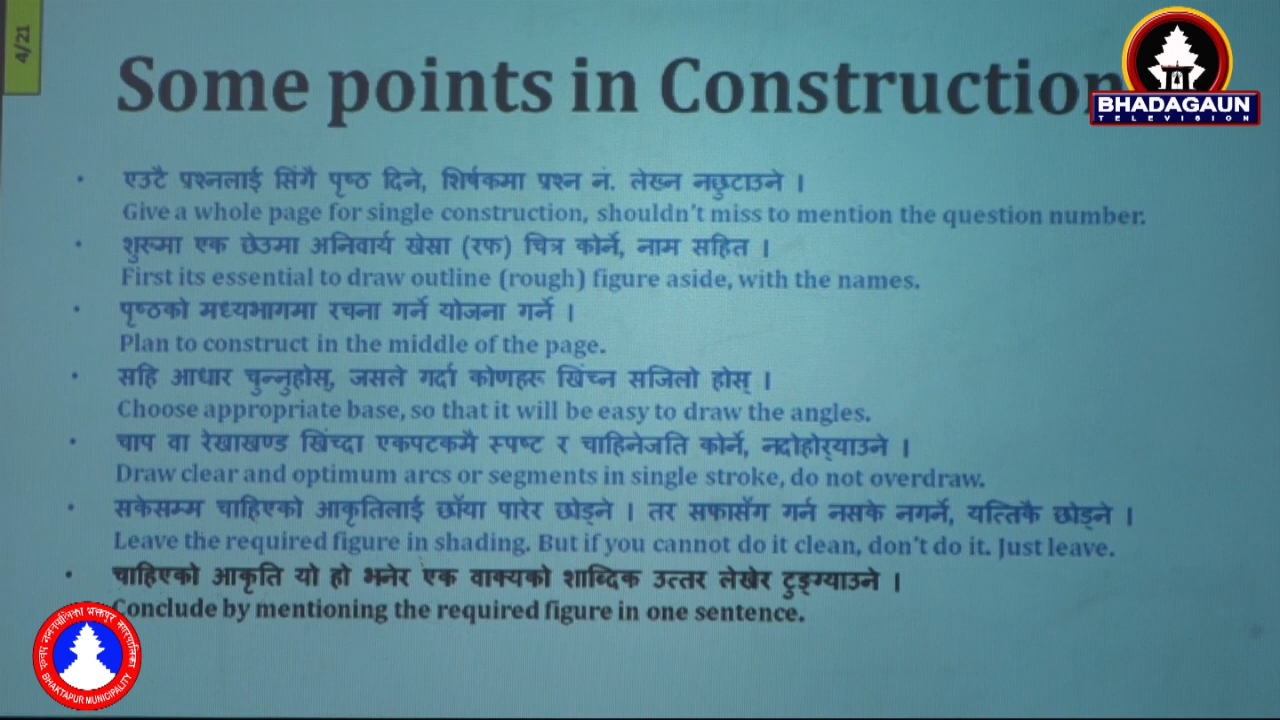 4/21
Some points in Construction
BHADAGAUN
TELEVISION
• एउटै प्रश्नलाई सिंगै पृष्ठ दिने, शिर्षकमा प्रश्न नं. लेख्न नछुटाउने ।
Give a whole page for single construction, shouldn't miss to mention the question number.
• शुरुमा एक छेउमा अनिवार्य खेस्रा (रफ) चित्र कोर्ने, नाम सहित ।
First its essential to draw outline (rough) figure aside, with the names.
• पृष्ठको मध्यभागमा रचना गर्ने योजना गर्ने ।
Plan to construct in the middle of the page.
• सहि आधार चुन्नुहोस्, जसले गर्दा कोणहरू खिंच्न सजिलो होस् ।
Choose appropriate base, so that it will be easy to draw the angles.
• चाप वा रेखाखण्ड खिंच्दा एकपटकमै स्पष्ट र चाहिनेजति कोर्ने, नदोहोर्‍याउने ।
Draw clear and optimum arcs or segments in single stroke, do not overdraw.
• सकेसम्म चाहिएको आकृतिलाई छाँया पारेर छोड्ने । तर सफासँग गर्न नसके नगर्ने, यत्तिकै छोड्ने ।
Leave the required figure in shading. But if you cannot do it clean, don't do it. Just leave.
• चाहिएको आकृति यो हो भनेर एक वाक्यको शाब्दिक उत्तर लेखेर टुङ्ग्याउने ।
Conclude by mentioning the required figure in one sentence.
BHAKTAPUR MUNICIPALITY